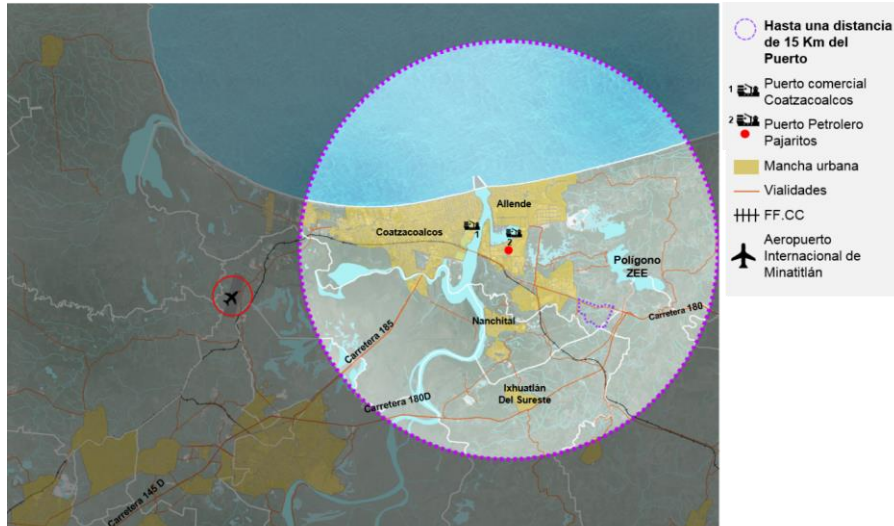 Allende
Coatzacoalcos
1
2
Polígono
ZEE
Nanchital
Carretera 180
Carretera 185
Ixhuatlán
Del Sureste
Carretera 180D
Carretera 145 D
Hasta una distancia
de 15 Km del
Puerto
1 Puerto comercial
Coatzacoalcos
2 Puerto Petrolero
Pajaritos
Mancha urbana
Vialidades
FF.CC
Aeropuerto
Internacional de
Minatitlán